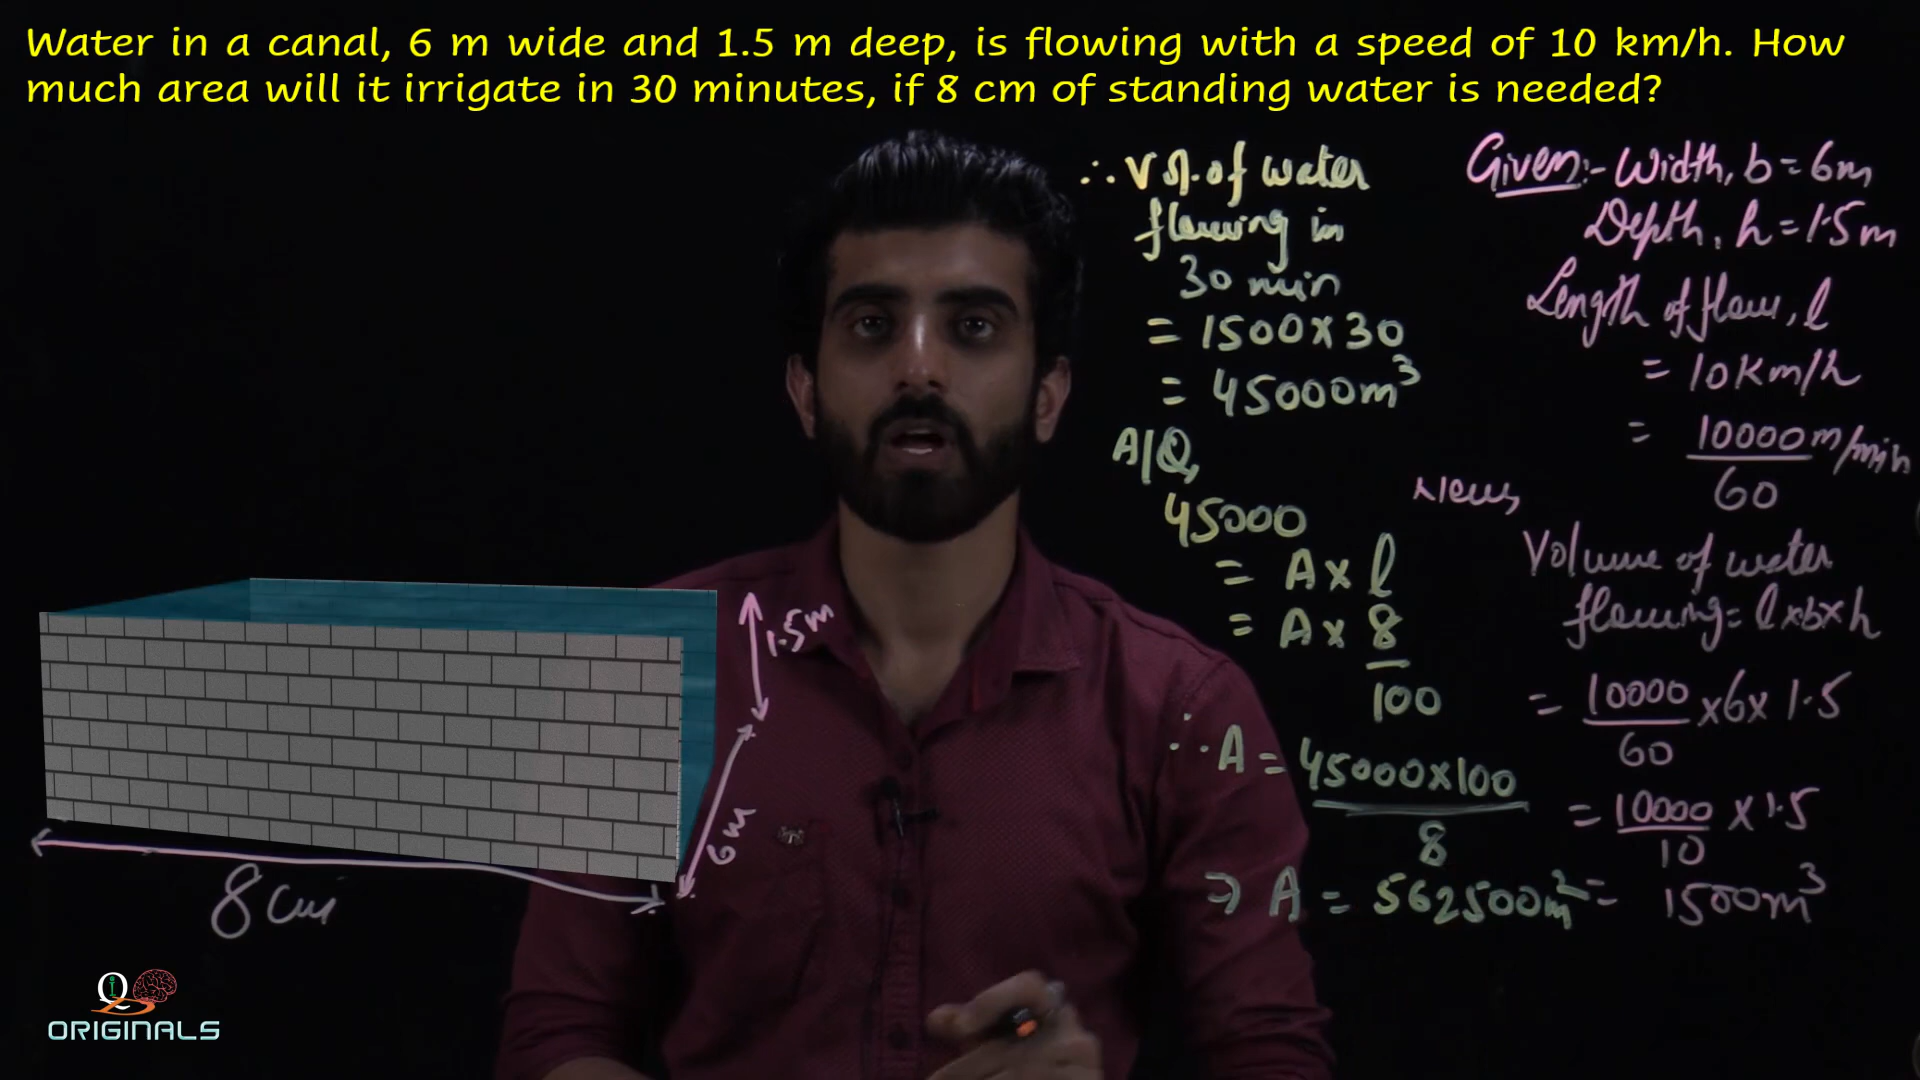 Water in a canal, 6 m wide and 1.5 m deep, is flowing with a speed of 10 km/h. How
much area will it irrigate in 30 minutes, if 8 cm of standing water is needed?
Given:- Width, b = 6m
Depth, h = 1.5m
Length of flow, l
= 10Km/h
= 10000 m/min
60
Now,
Volume of water
flowing = l×b×h
= 10000 ×6× 1.5
60
= 10000 × 1.5
10
= 1500m³
∴ Vol. of water
flowing in
30 min
= 1500×30
= 45000m³
A/Q,
45000
= A× l
= A× 8
100
∴ A = 45000×100
8
⇒ A = 562500m²
1.5m
6m
8cm
Qi
ORIGINALS